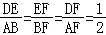 DE/AB = EF/BF = DF/AF = 1/2